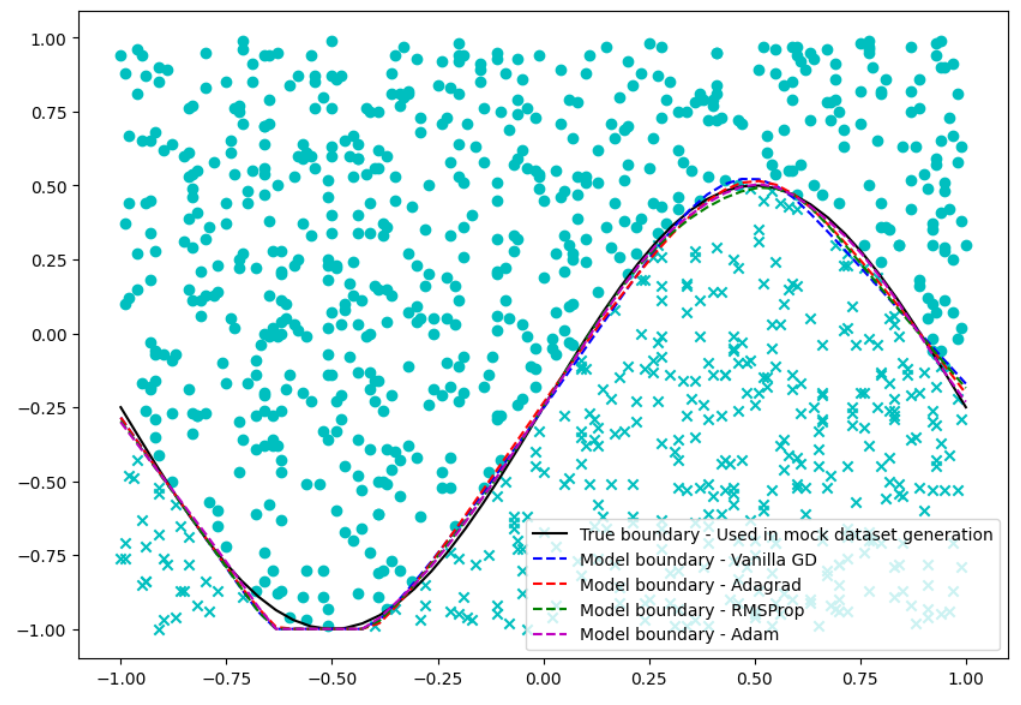 1.00
0.75
0.50
0.25
0.00
−0.25
−0.50
−0.75
−1.00
True boundary - Used in mock dataset generation
Model boundary - Vanilla GD
Model boundary - Adagrad
Model boundary - RMSProp
Model boundary - Adam
−1.00 −0.75 −0.50 −0.25 0.00 0.25 0.50 0.75 1.00